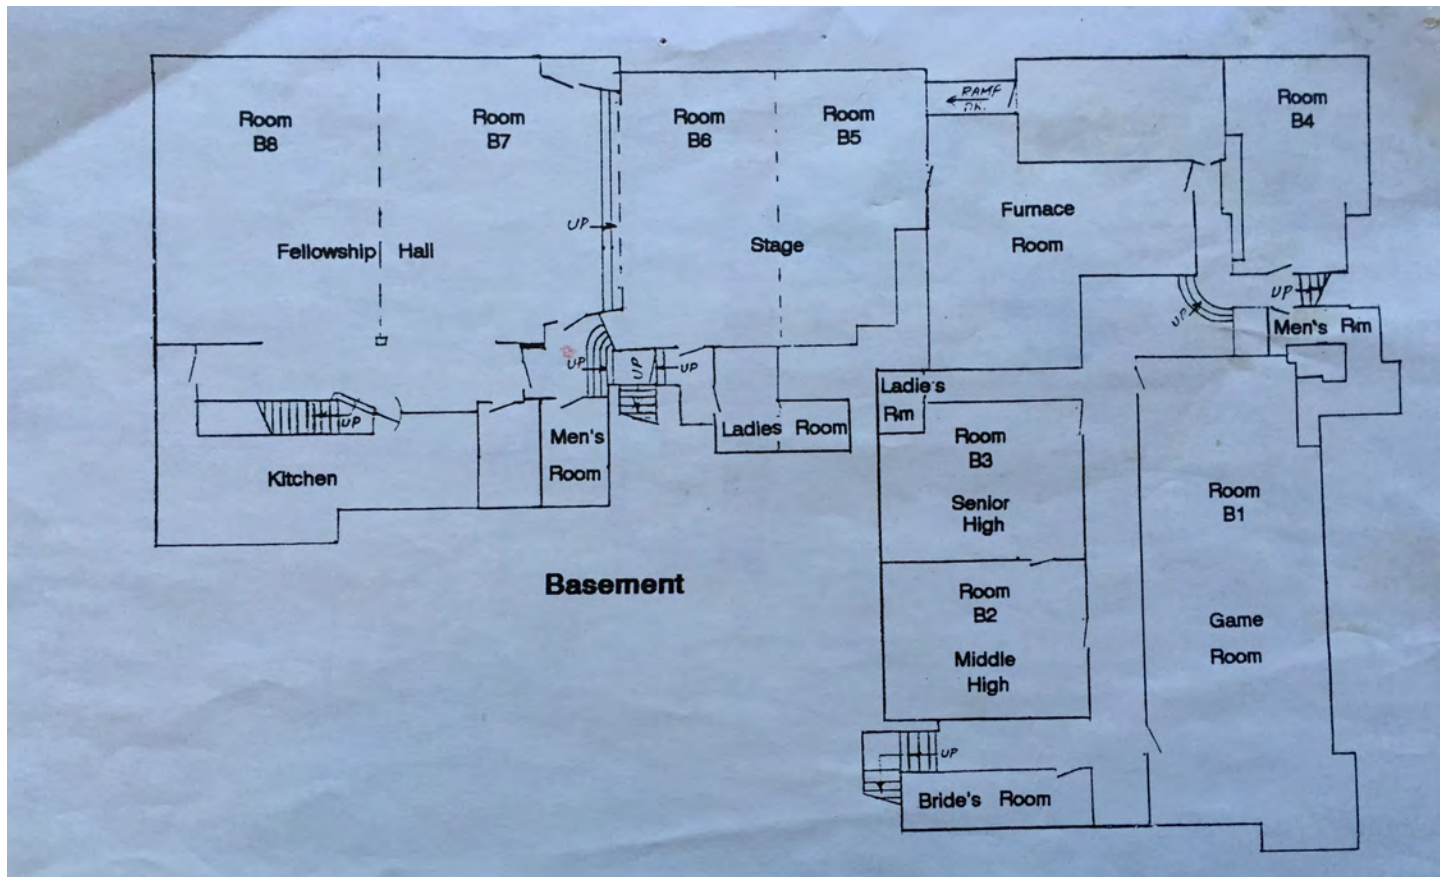 Room
B8
Room
B7
Fellowship Hall
UP
Room
B6
Room
B5
Stage
RAMP
DN.
Furnace
Room
Room
B4
UP
UP
Men's Rm
UP
UP
UP
UP
Kitchen
Men's
Room
Ladies Room
Ladie's
Rm
Room
B3
Senior
High
Room
B2
Middle
High
Room
B1
Game
Room
UP
Bride's Room
Basement